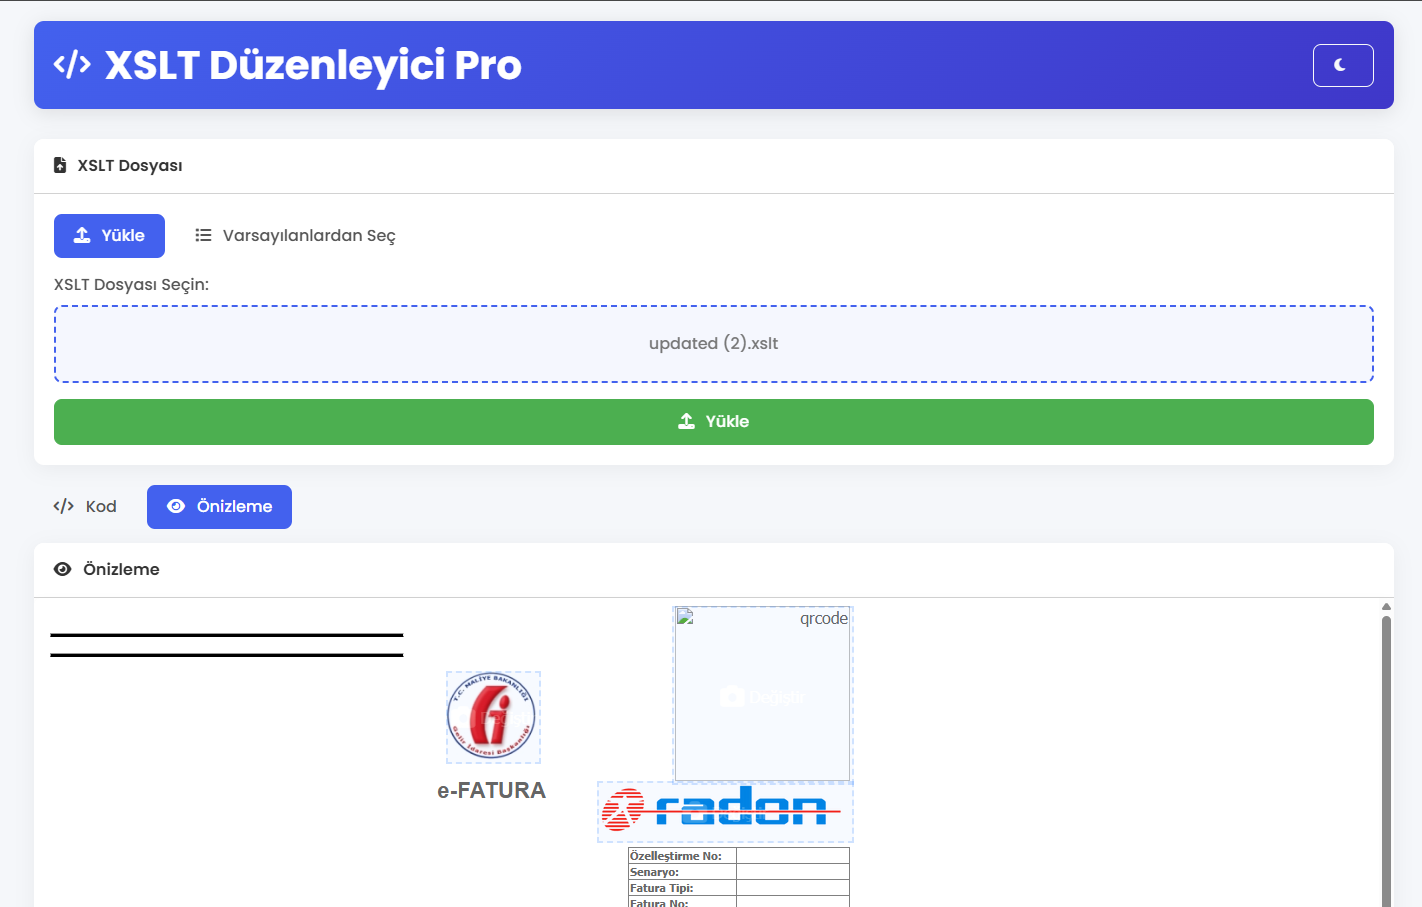 XSLT Düzenleyici Pro
XSLT Dosyası
Yükle
Varsayılanlardan Seç
XSLT Dosyası Seçin:
updated (2).xslt
Yükle
Kod
Önizleme
Önizleme
qrcode
Değiştir
T.C. MALİYE BAKANLIĞI
Gelir İdaresi Başkanlığı
e-FATURA
radon
Özelleştirme No:
Senaryo:
Fatura Tipi:
Fatura No: